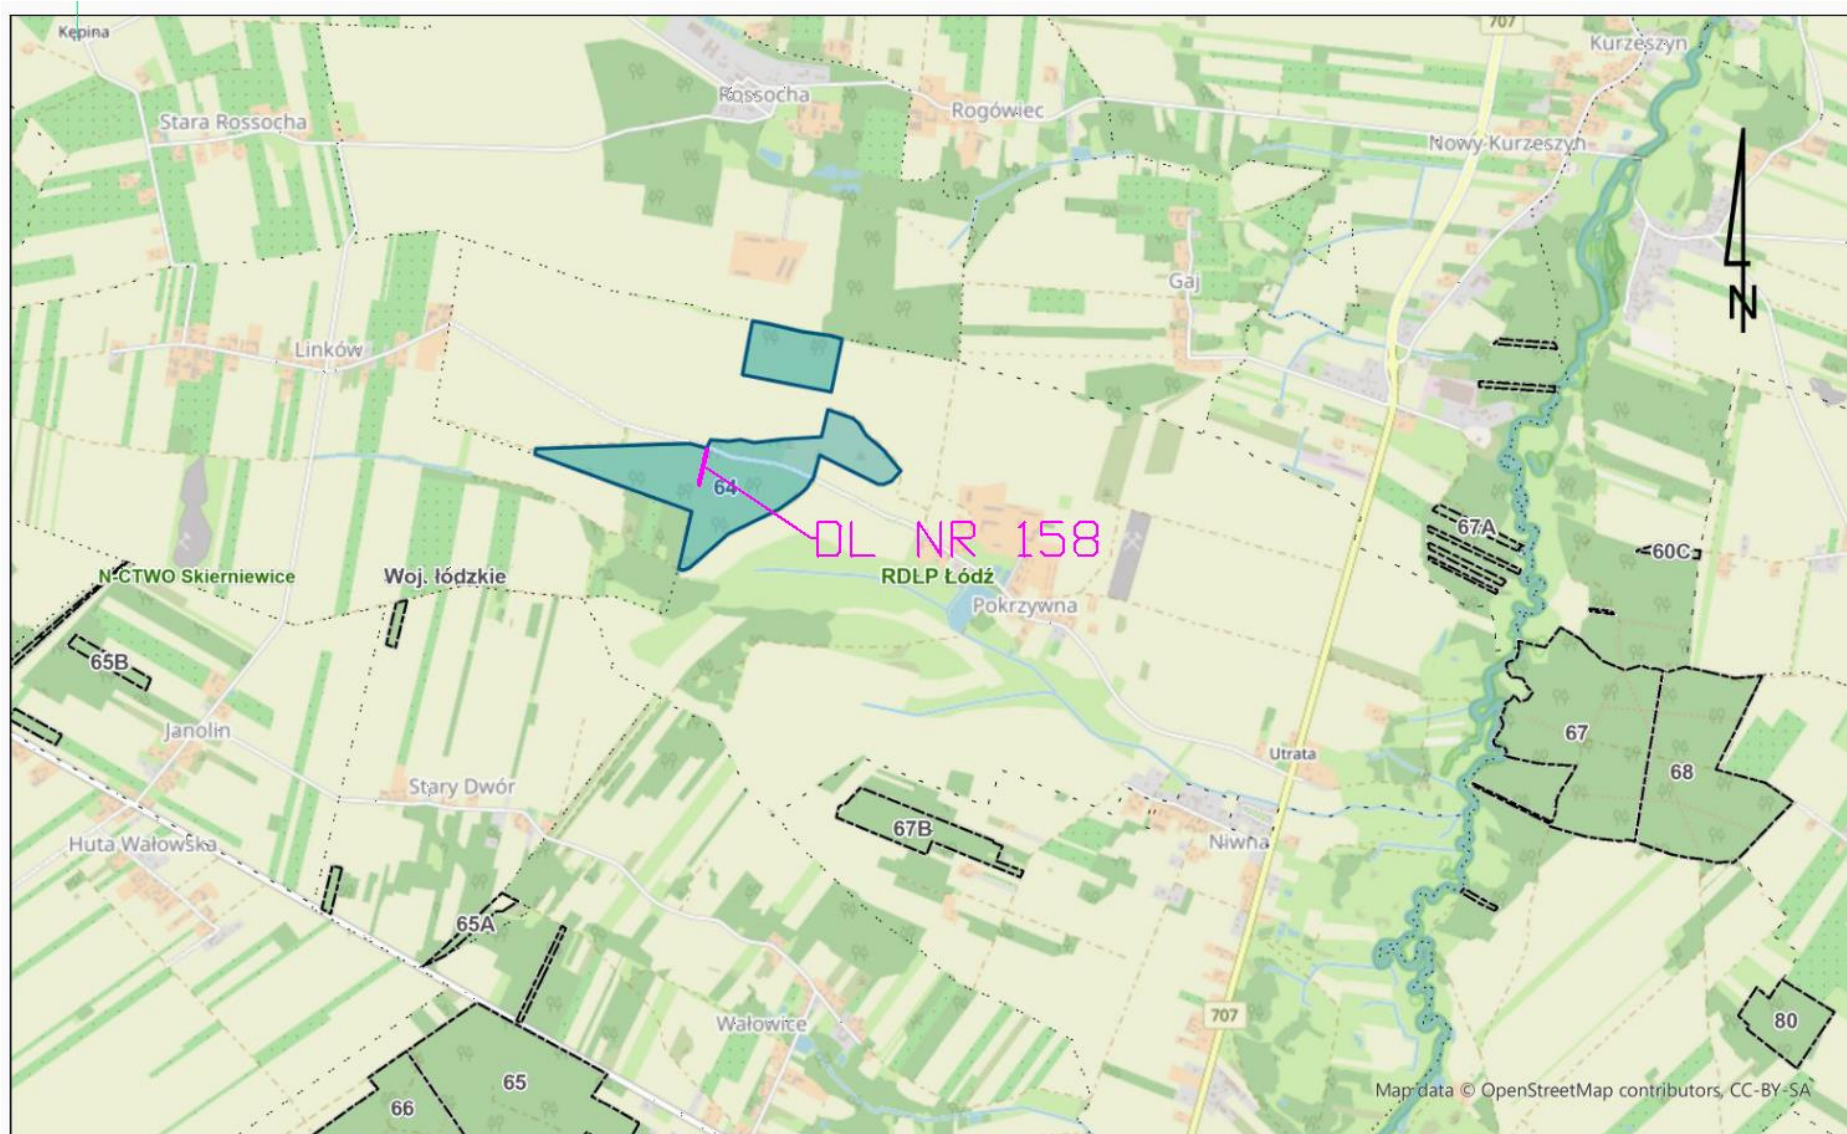 Kępina
707
Kurzeszyn
Rossocha
Rogówiec
Stara Rossocha
Nowy Kurzeszyn
Gaj
N
Linków
64
DL NR 158
67A
60C
N-CTWO Skierniewice
Woj. łódzkie
RDLP Łódź
Pokrzywna
65B
Janolin
67
Utrata
68
Stary Dwór
67B
Niwna
Huta Wałowska
65A
707
Wałowice
80
65
66
Map data © OpenStreetMap contributors, CC-BY-SA